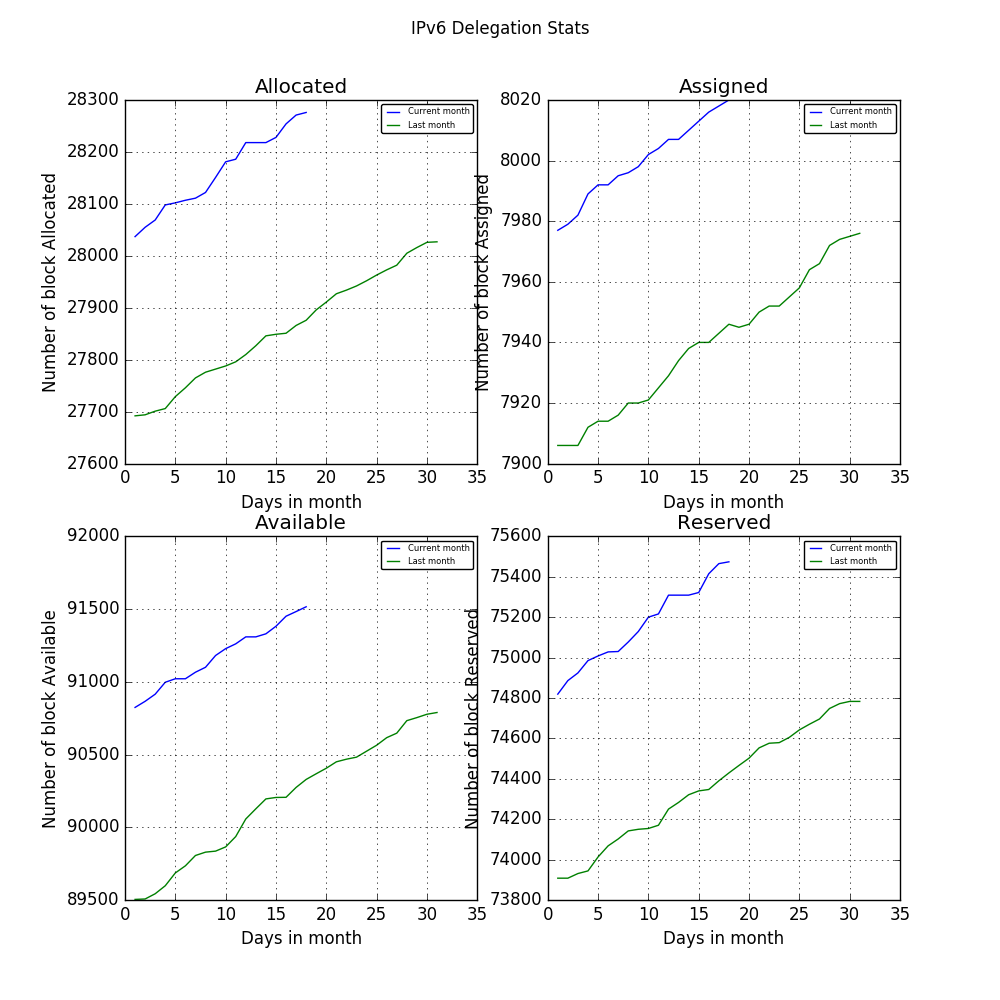 IPv6 Delegation Stats
Allocated
Number of block Allocated
28300
28200
28100
28000
27900
27800
27700
27600
0 5 10 15 20 25 30 35
Days in month
Current month
Last month
Assigned
Number of block Assigned
8020
8000
7980
7960
7940
7920
7900
0 5 10 15 20 25 30 35
Days in month
Current month
Last month
Available
Number of block Available
92000
91500
91000
90500
90000
89500
0 5 10 15 20 25 30 35
Days in month
Current month
Last month
Reserved
Number of block Reserved
75600
75400
75200
75000
74800
74600
74400
74200
74000
73800
0 5 10 15 20 25 30 35
Days in month
Current month
Last month